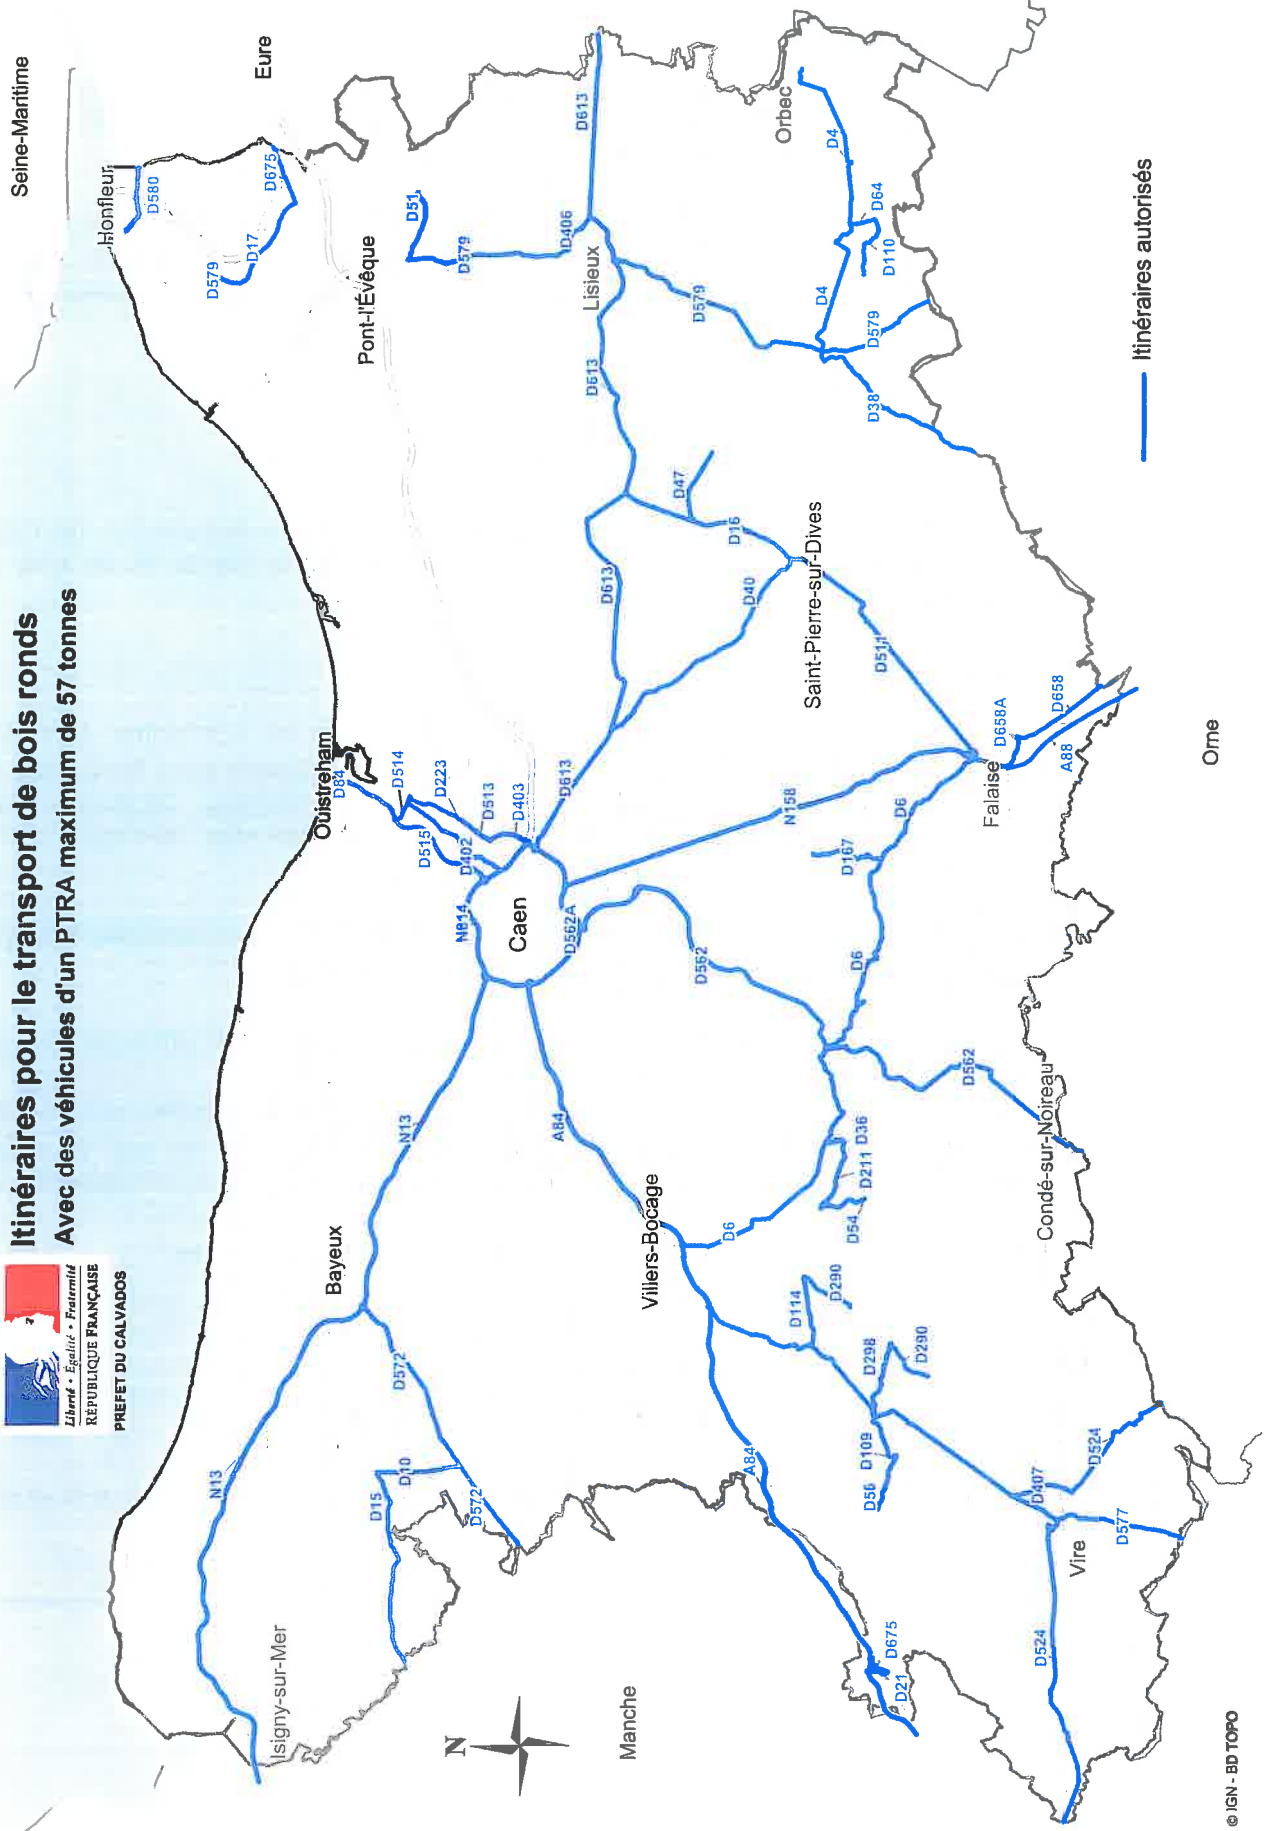 Itinéraires pour le transport de bois ronds
Avec des véhicules d'un PTRA maximum de 57 tonnes
Liberté • Égalité • Fraternité
RÉPUBLIQUE FRANÇAISE
PREFET DU CALVADOS
Seine-Maritime
Eure
Honfleur
D580
D675
D17
D579
Pont-l'Évêque
D51
D579
D406
D613
Lisieux
D579
D613
Orbec
D4
D64
D110
D4
D579
D38
D47
D16
D613
D40
Saint-Pierre-sur-Dives
D511
Ouistreham
D84
D514
D223
D513
D403
D515
D402
N814
Caen
D613
D562A
N158
D562
D6
D167
D6
Falaise
D658A
D658
A88
Orne
N13
A84
Bayeux
Villers-Bocage
D6
D36
D211
D54
D562
Condé-sur-Noireau
D572
N13
D10
D15
D572
Isigny-sur-Mer
D114
D290
D298
D290
A84
D109
D56
D407
D524
D577
Vire
D524
D675
D21
N
Manche
Itinéraires autorisés
© IGN - BD TOPO